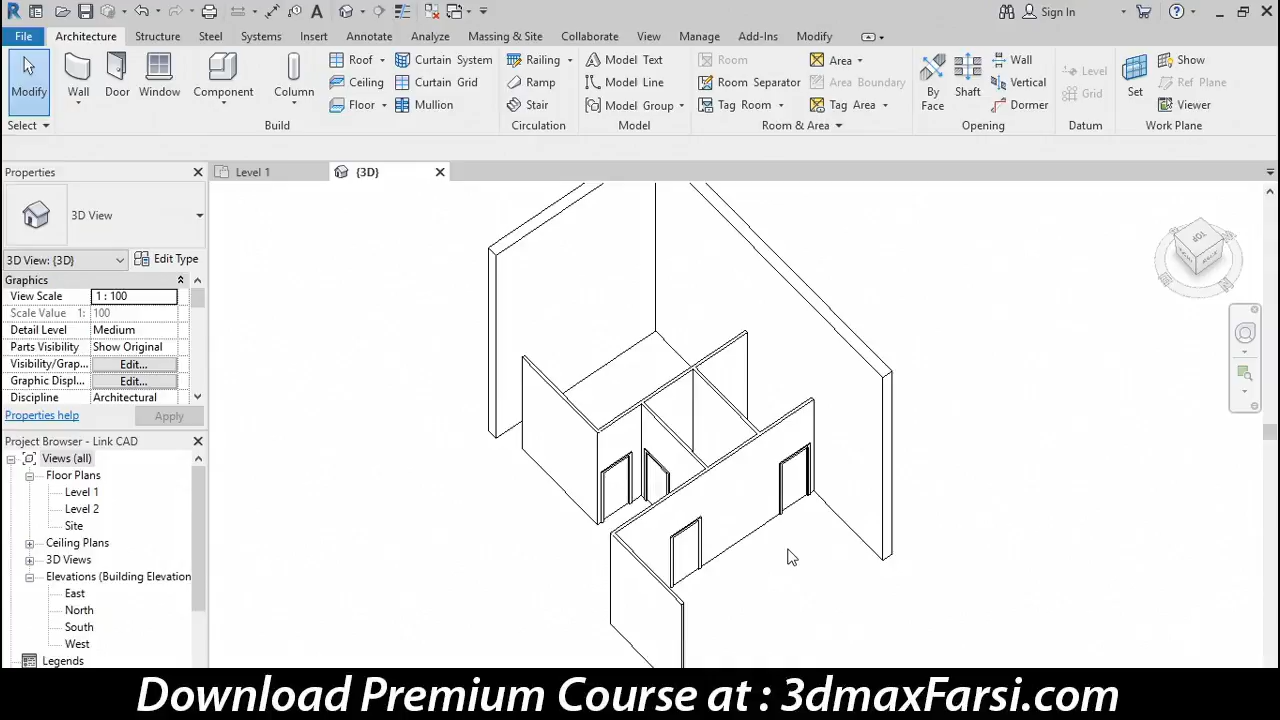 Sign In
File Architecture Structure Steel Systems Insert Annotate Analyze Massing & Site Collaborate View Manage Add-Ins Modify
Modify Wall Door Window Component Column Roof Curtain System Railing Model Text Room Area By Face Shaft Wall Level Set Show
Ceiling Curtain Grid Ramp Model Line Room Separator Area Boundary Vertical Grid Ref Plane
Floor Mullion Stair Model Group Tag Room Tag Area Dormer Viewer
Select Build Circulation Model Room & Area Opening Datum Work Plane
Properties
Level 1 {3D}
3D View
3D View: {3D} Edit Type
Graphics
View Scale 1 : 100
Scale Value 1: 100
Detail Level Medium
Parts Visibility Show Original
Visibility/Grap... Edit...
Graphic Displ... Edit...
Discipline Architectural
Properties help Apply
Project Browser - Link CAD
Views (all)
Floor Plans
Level 1
Level 2
Site
Ceiling Plans
3D Views
Elevations (Building Elevation
East
North
South
West
Legends
TOP
Download Premium Course at : 3dmaxFarsi.com